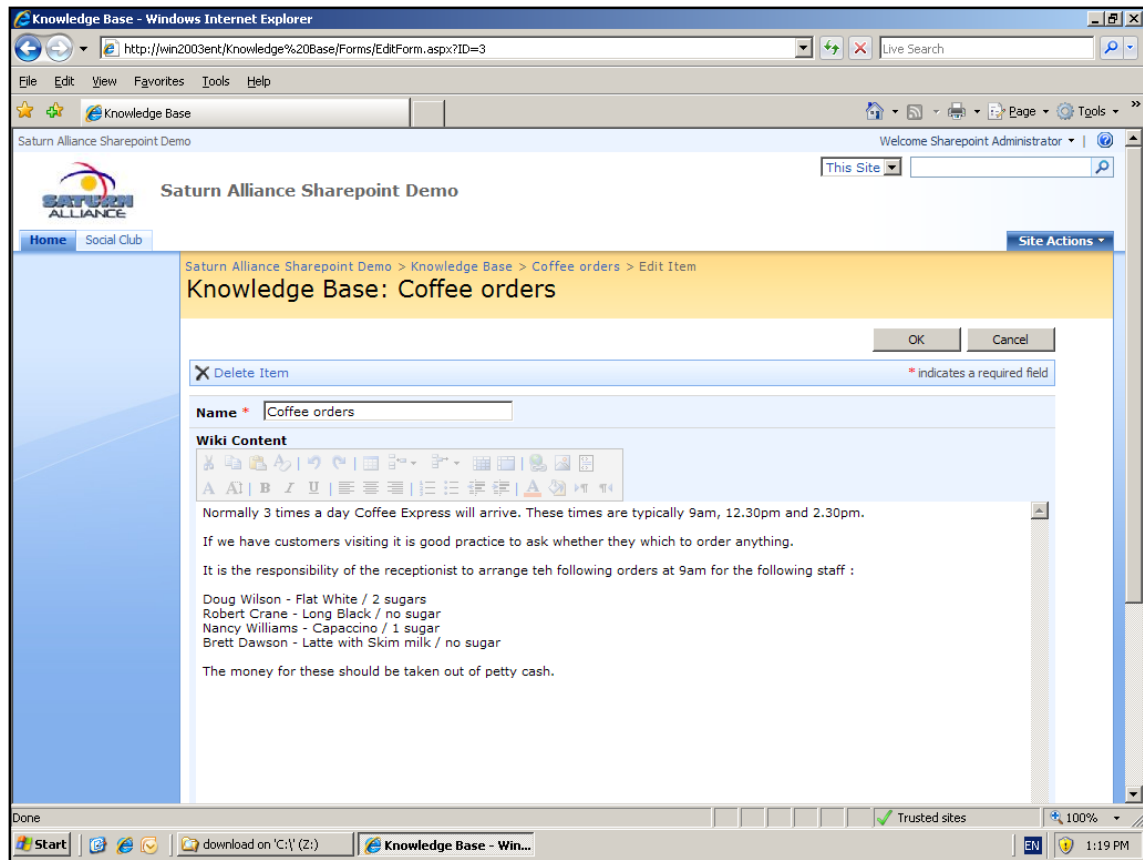 Knowledge Base - Windows Internet Explorer
http://win2003ent/Knowledge%20Base/Forms/EditForm.aspx?ID=3
Live Search
File Edit View Favorites Tools Help
Knowledge Base
Page Tools »
Saturn Alliance Sharepoint Demo
Welcome Sharepoint Administrator
This Site
SATURN
ALLIANCE
Saturn Alliance Sharepoint Demo
Home Social Club
Site Actions
Saturn Alliance Sharepoint Demo > Knowledge Base > Coffee orders > Edit Item
Knowledge Base: Coffee orders
OK Cancel
Delete Item
* indicates a required field
Name * Coffee orders
Wiki Content
A A B I U A
Normally 3 times a day Coffee Express will arrive. These times are typically 9am, 12.30pm and 2.30pm.
If we have customers visiting it is good practice to ask whether they which to order anything.
It is the responsibility of the receptionist to arrange teh following orders at 9am for the following staff :
Doug Wilson - Flat White / 2 sugars
Robert Crane - Long Black / no sugar
Nancy Williams - Capaccino / 1 sugar
Brett Dawson - Latte with Skim milk / no sugar
The money for these should be taken out of petty cash.
Done
Trusted sites
100%
Start
download on 'C:\' (Z:)
Knowledge Base - Win...
EN
1:19 PM